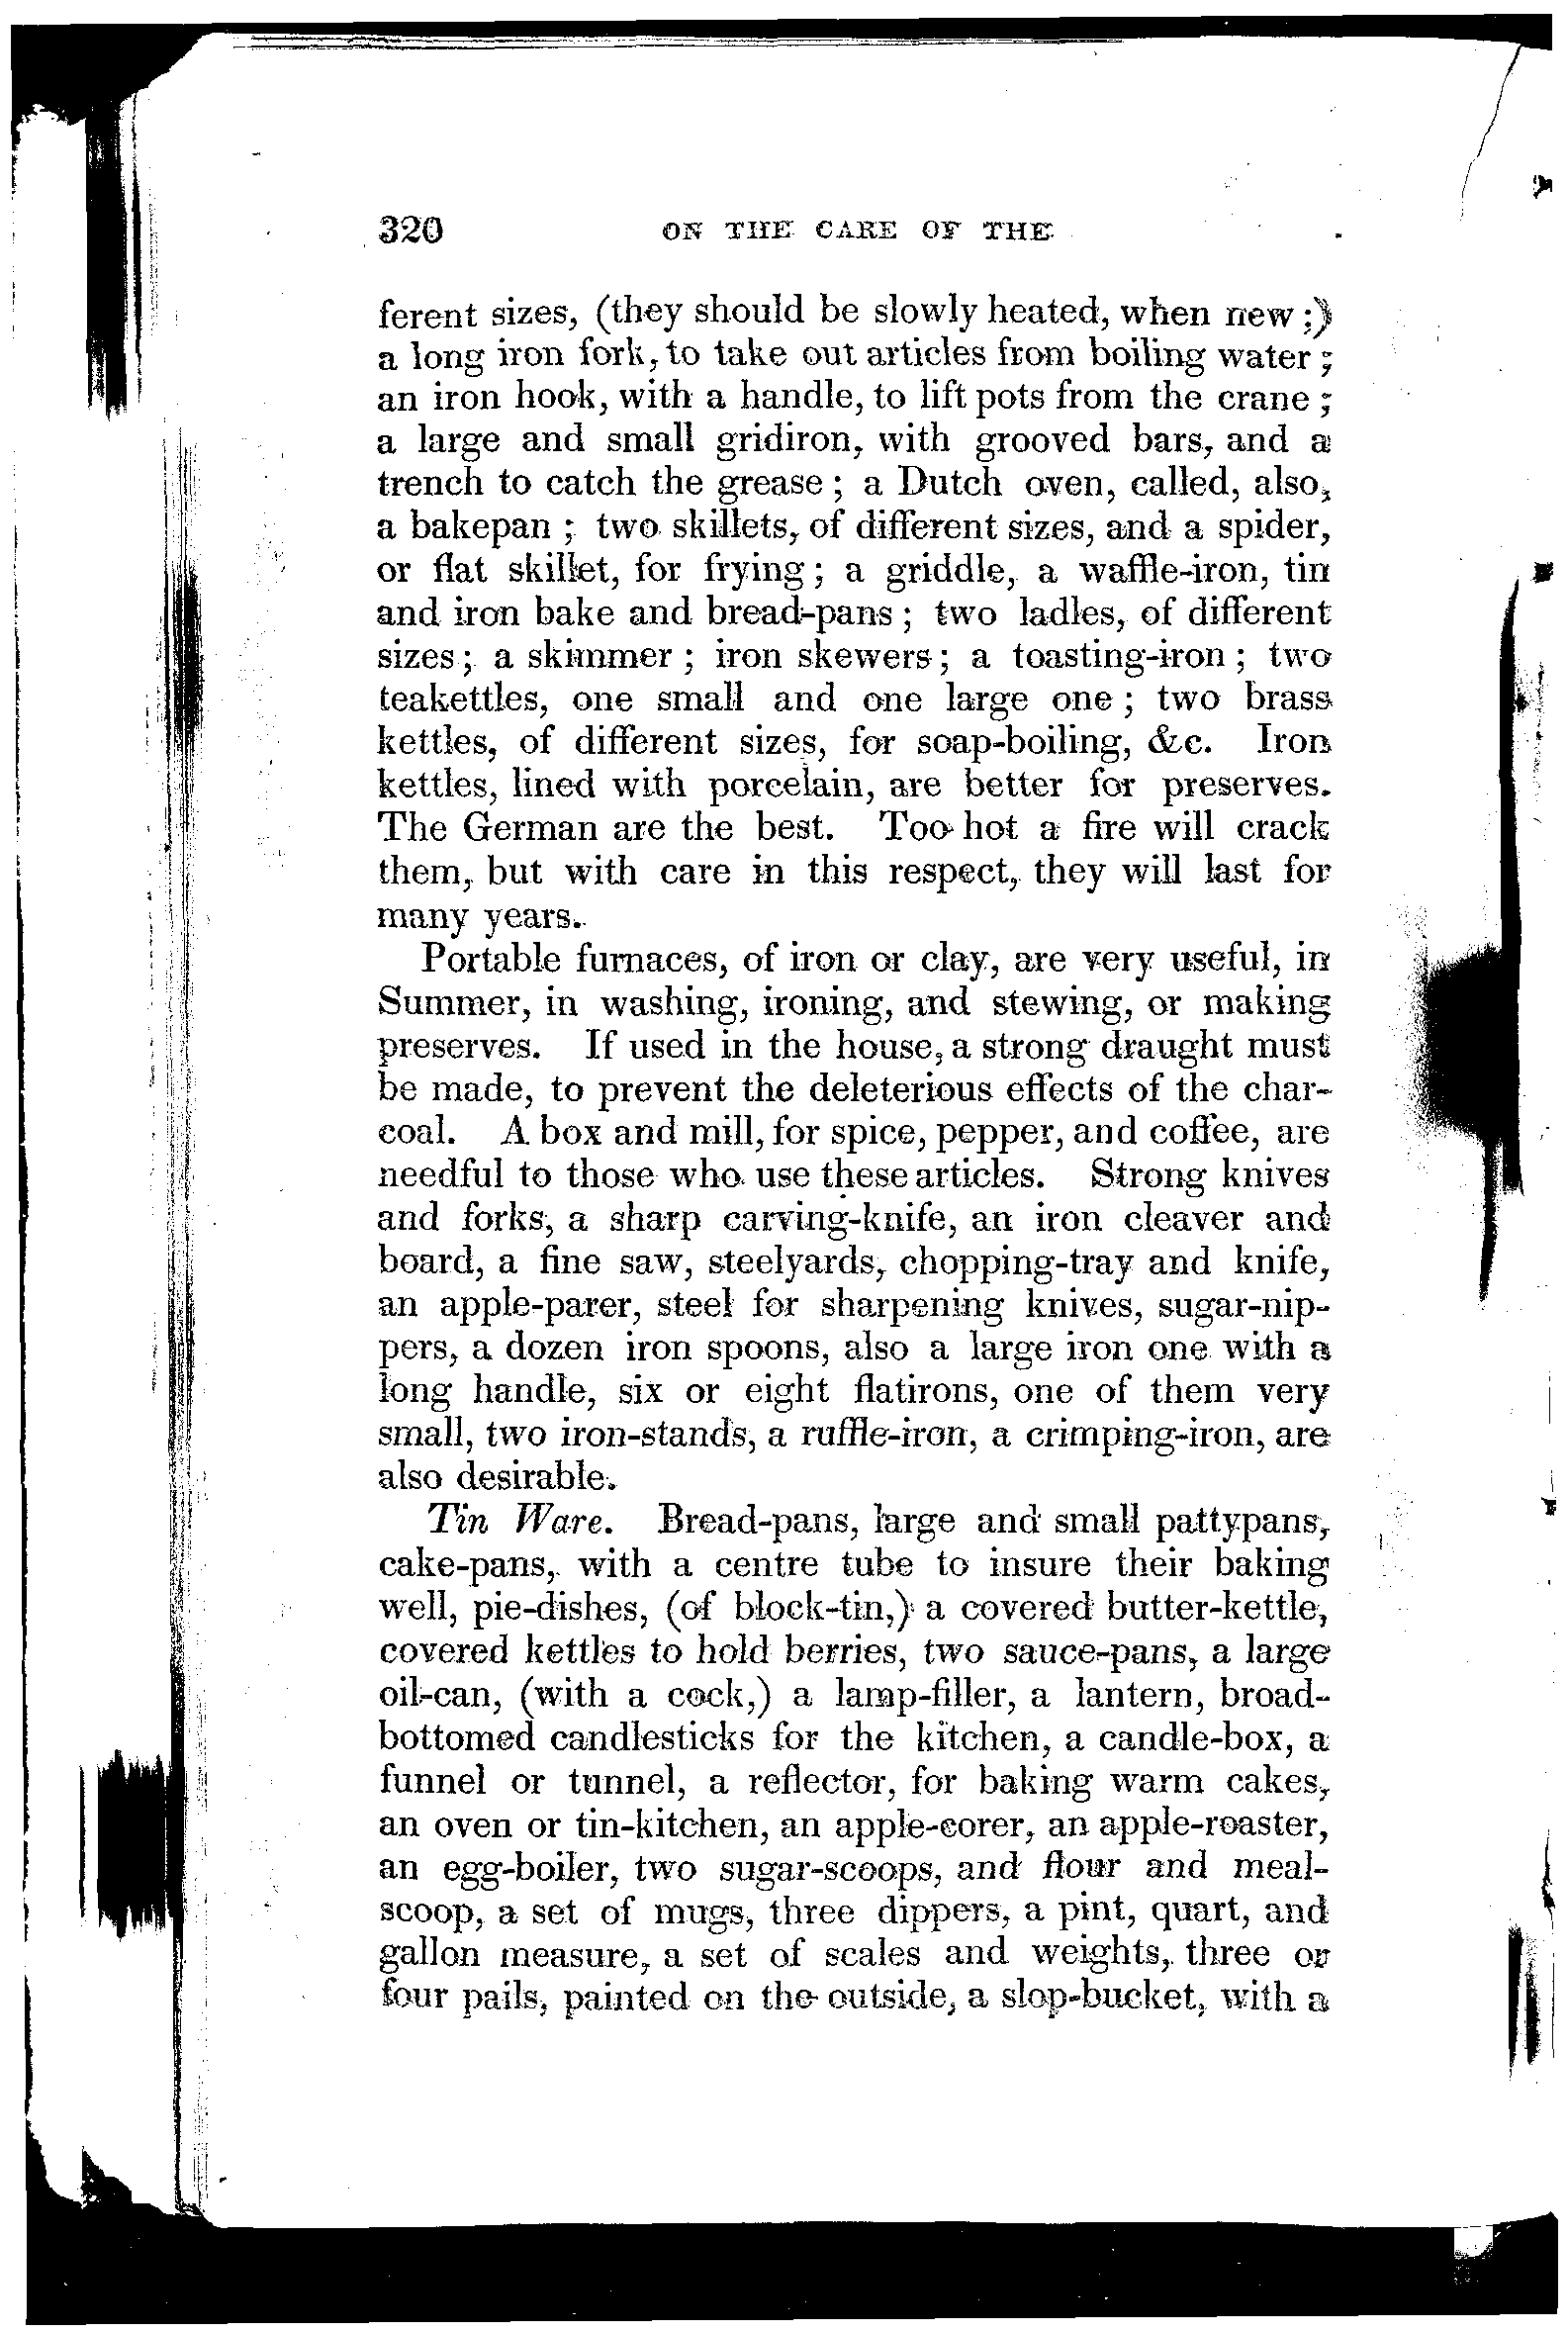 320 ON THE CARE OF THE
ferent sizes, (they should be slowly heated, when new;)
a long iron fork, to take out articles from boiling water;
an iron hook, with a handle, to lift pots from the crane;
a large and small gridiron, with grooved bars, and a
trench to catch the grease; a Dutch oven, called, also,
a bakepan; two skillets, of different sizes, and a spider,
or flat skillet, for frying; a griddle, a waffle-iron, tin
and iron bake and bread-pans; two ladles, of different
sizes; a skimmer; iron skewers; a toasting-iron; two
teakettles, one small and one large one; two brass
kettles, of different sizes, for soap-boiling, &c. Iron
kettles, lined with porcelain, are better for preserves.
The German are the best. Too hot a fire will crack
them, but with care in this respect, they will last for
many years.
Portable furnaces, of iron or clay, are very useful, in
Summer, in washing, ironing, and stewing, or making
preserves. If used in the house, a strong draught must
be made, to prevent the deleterious effects of the char-
coal. A box and mill, for spice, pepper, and coffee, are
needful to those who use these articles. Strong knives
and forks, a sharp carving-knife, an iron cleaver and
board, a fine saw, steelyards, chopping-tray and knife,
an apple-parer, steel for sharpening knives, sugar-nip-
pers, a dozen iron spoons, also a large iron one with a
long handle, six or eight flatirons, one of them very
small, two iron-stands, a ruffle-iron, a crimping-iron, are
also desirable.
Tin Ware. Bread-pans, large and small pattypans,
cake-pans, with a centre tube to insure their baking
well, pie-dishes, (of block-tin,) a covered butter-kettle,
covered kettles to hold berries, two sauce-pans, a large
oil-can, (with a cock,) a lamp-filler, a lantern, broad-
bottomed candlesticks for the kitchen, a candle-box, a
funnel or tunnel, a reflector, for baking warm cakes,
an oven or tin-kitchen, an apple-corer, an apple-roaster,
an egg-boiler, two sugar-scoops, and flour and meal-
scoop, a set of mugs, three dippers, a pint, quart, and
gallon measure, a set of scales and weights, three or
four pails, painted on the outside, a slop-bucket, with a